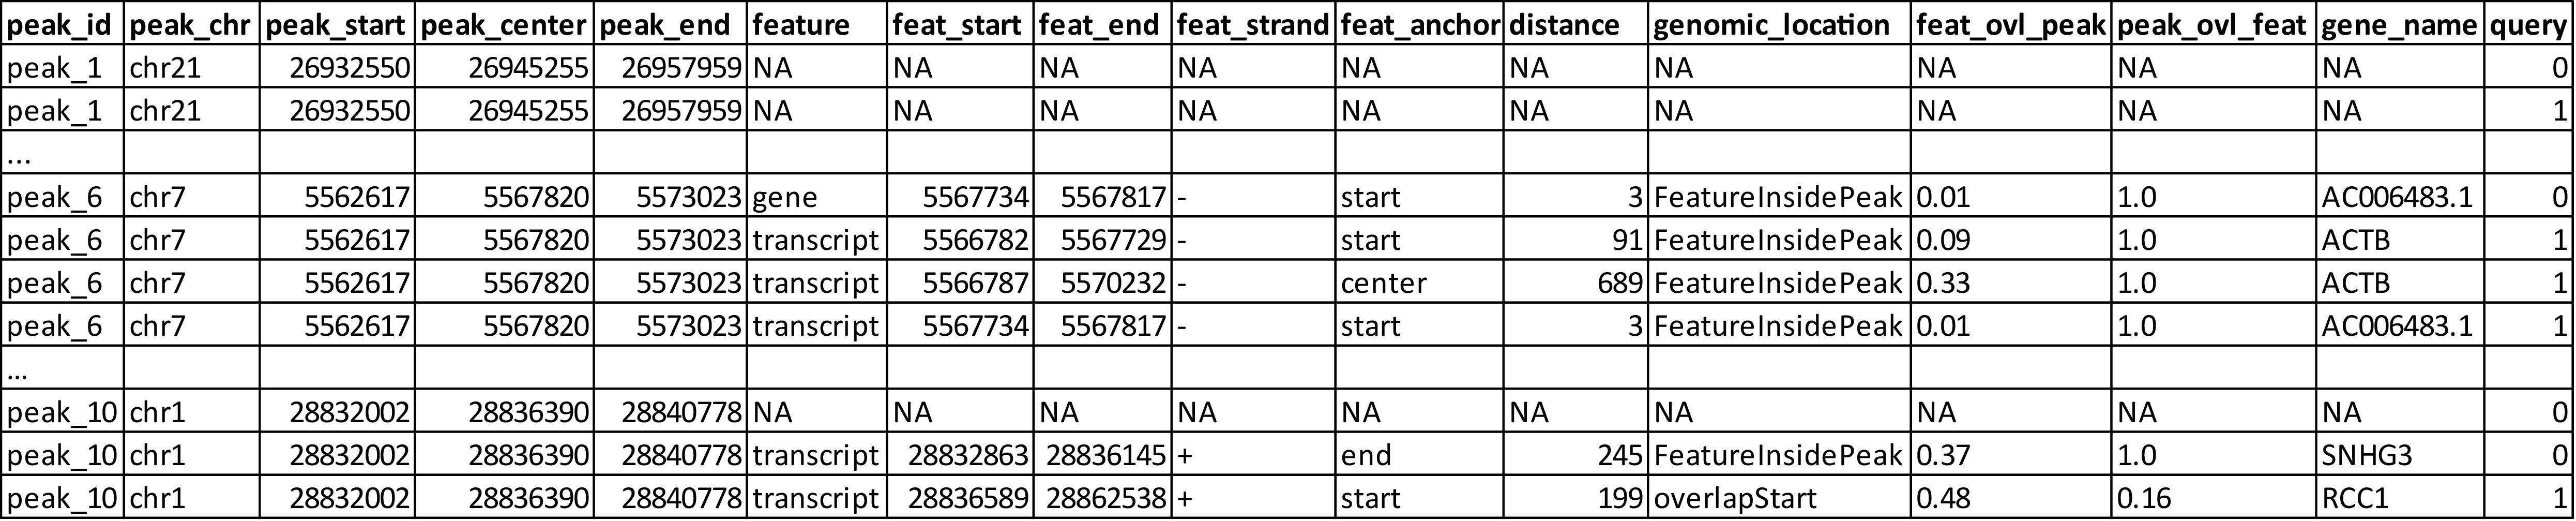 peak_id peak_chr peak_start peak_center peak_end feature feat_start feat_end feat_strand feat_anchor distance genomic_location feat_ovl_peak peak_ovl_feat gene_name query
peak_1 chr21 26932550 26945255 26957959 NA NA NA NA NA NA NA NA NA NA 0
peak_1 chr21 26932550 26945255 26957959 NA NA NA NA NA NA NA NA NA NA 1
...
peak_6 chr7 5562617 5567820 5573023 gene 5567734 5567817 - start 3 FeatureInsidePeak 0.01 1.0 AC006483.1 0
peak_6 chr7 5562617 5567820 5573023 transcript 5566782 5567729 - start 91 FeatureInsidePeak 0.09 1.0 ACTB 1
peak_6 chr7 5562617 5567820 5573023 transcript 5566787 5570232 - center 689 FeatureInsidePeak 0.33 1.0 ACTB 1
peak_6 chr7 5562617 5567820 5573023 transcript 5567734 5567817 - start 3 FeatureInsidePeak 0.01 1.0 AC006483.1 1
...
peak_10 chr1 28832002 28836390 28840778 NA NA NA NA NA NA NA NA NA NA 0
peak_10 chr1 28832002 28836390 28840778 transcript 28832863 28836145 + end 245 FeatureInsidePeak 0.37 1.0 SNHG3 0
peak_10 chr1 28832002 28836390 28840778 transcript 28836589 28862538 + start 199 overlapStart 0.48 0.16 RCC1 1